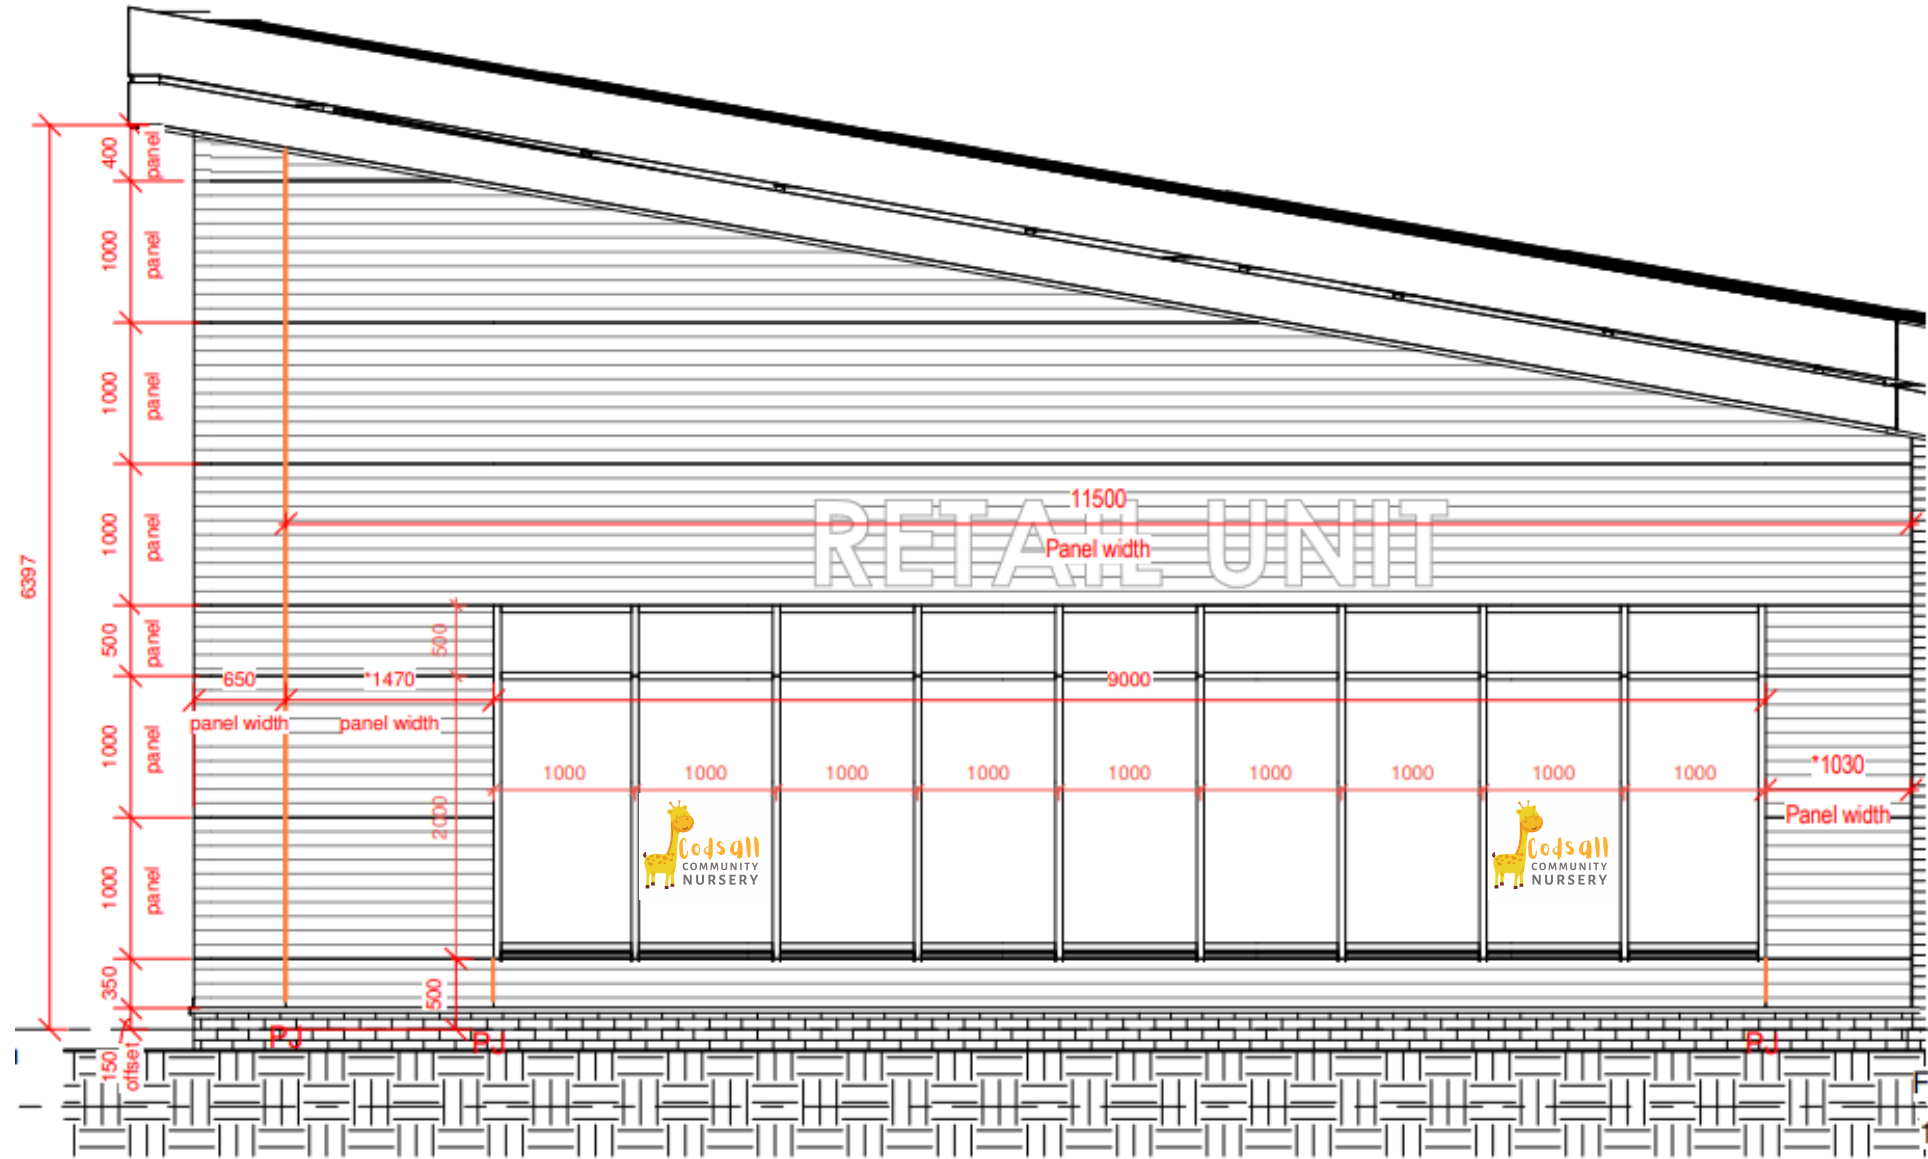 400
panel
1000
panel
1000
panel
1000
panel
500
panel
1000
panel
1000
panel
350
150
offset
6397
RETAIL UNIT
11500
Panel width
500
650
panel width
*1470
panel width
9000
2000
1000
1000
1000
1000
1000
1000
1000
1000
1000
*1030
Panel width
Codsall
COMMUNITY
NURSERY
Codsall
COMMUNITY
NURSERY
500
PJ
PJ
PJ